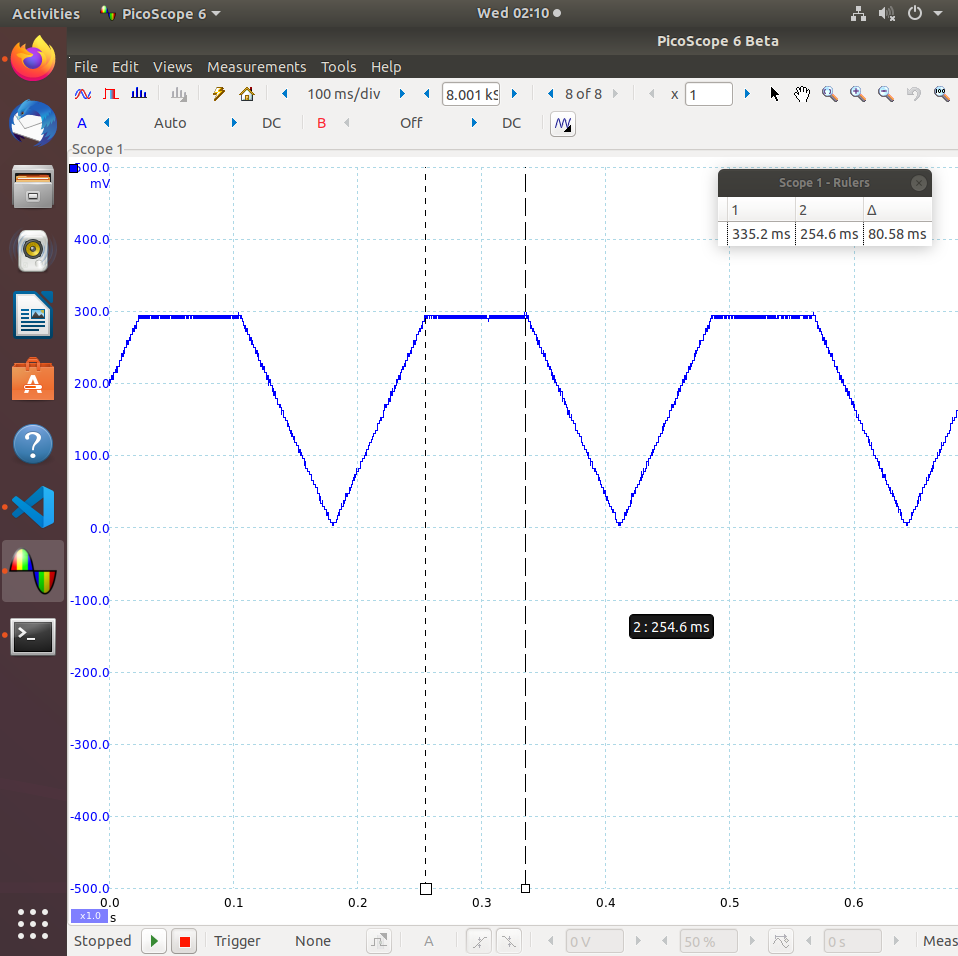 Activities PicoScope 6 Wed 02:10
PicoScope 6 Beta
File Edit Views Measurements Tools Help
100 ms/div 8.001 kS 8 of 8 x 1
A Auto DC B Off DC
Scope 1
500.0
mV
400.0
300.0
200.0
100.0
0.0
-100.0
-200.0
-300.0
-400.0
-500.0
Scope 1 - Rulers
1 2 Δ
335.2 ms 254.6 ms 80.58 ms
2 : 254.6 ms
0.0 0.1 0.2 0.3 0.4 0.5 0.6
x1.0 s
Stopped Trigger None A 0 V 50 % 0 s Meas